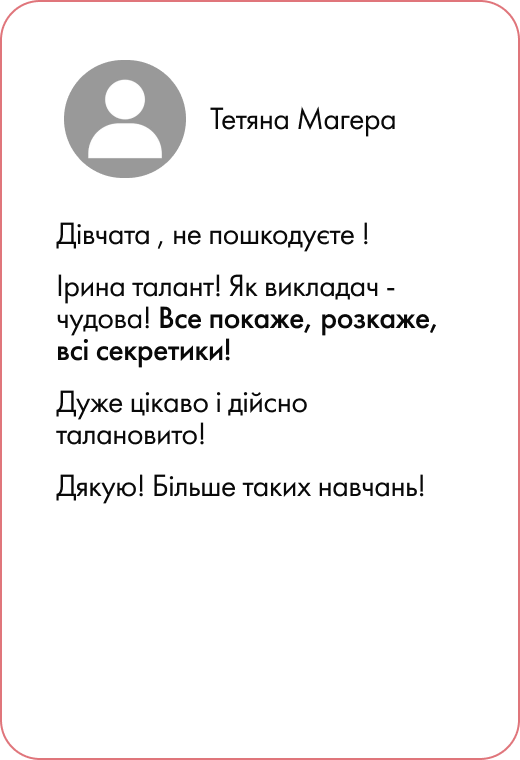 Тетяна Магера
Дівчата , не пошкодуєте !
Ірина талант! Як викладач -
чудова! Все покаже, розкаже,
всі секретики!
Дуже цікаво і дійсно
талановито!
Дякую! Більше таких навчань!